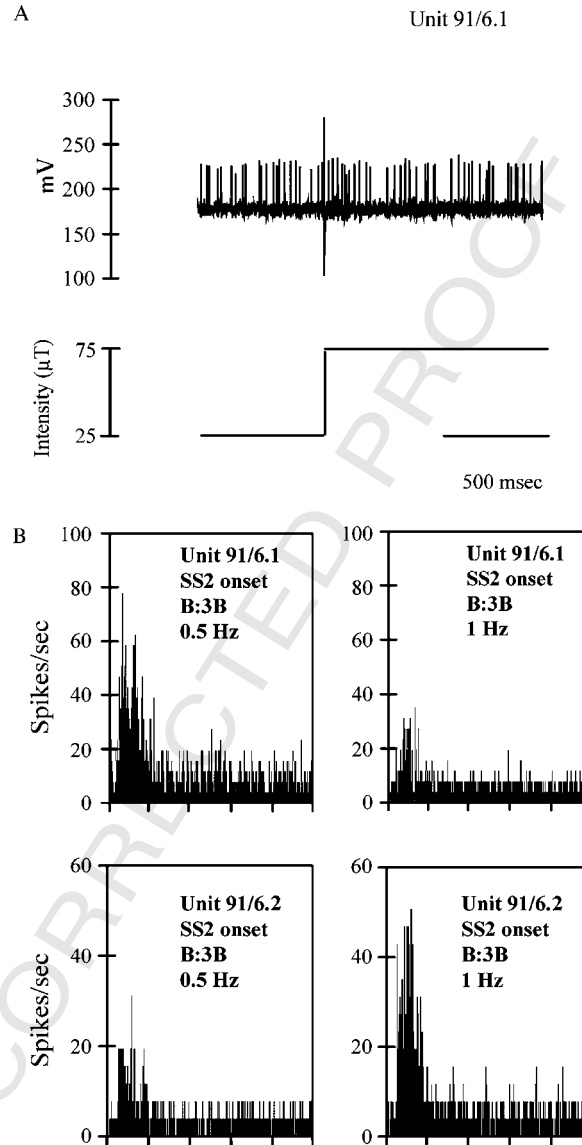 A
Unit 91/6.1
300
250
200
150
100
mV
75
25
Intensity (µT)
500 msec
B
100
80
60
40
20
0
Spikes/sec
Unit 91/6.1
SS2 onset
B:3B
0.5 Hz
100
80
60
40
20
0
Unit 91/6.1
SS2 onset
B:3B
1 Hz
60
40
20
0
Spikes/sec
Unit 91/6.2
SS2 onset
B:3B
0.5 Hz
60
40
20
0
Unit 91/6.2
SS2 onset
B:3B
1 Hz
CORRECTED PROOF